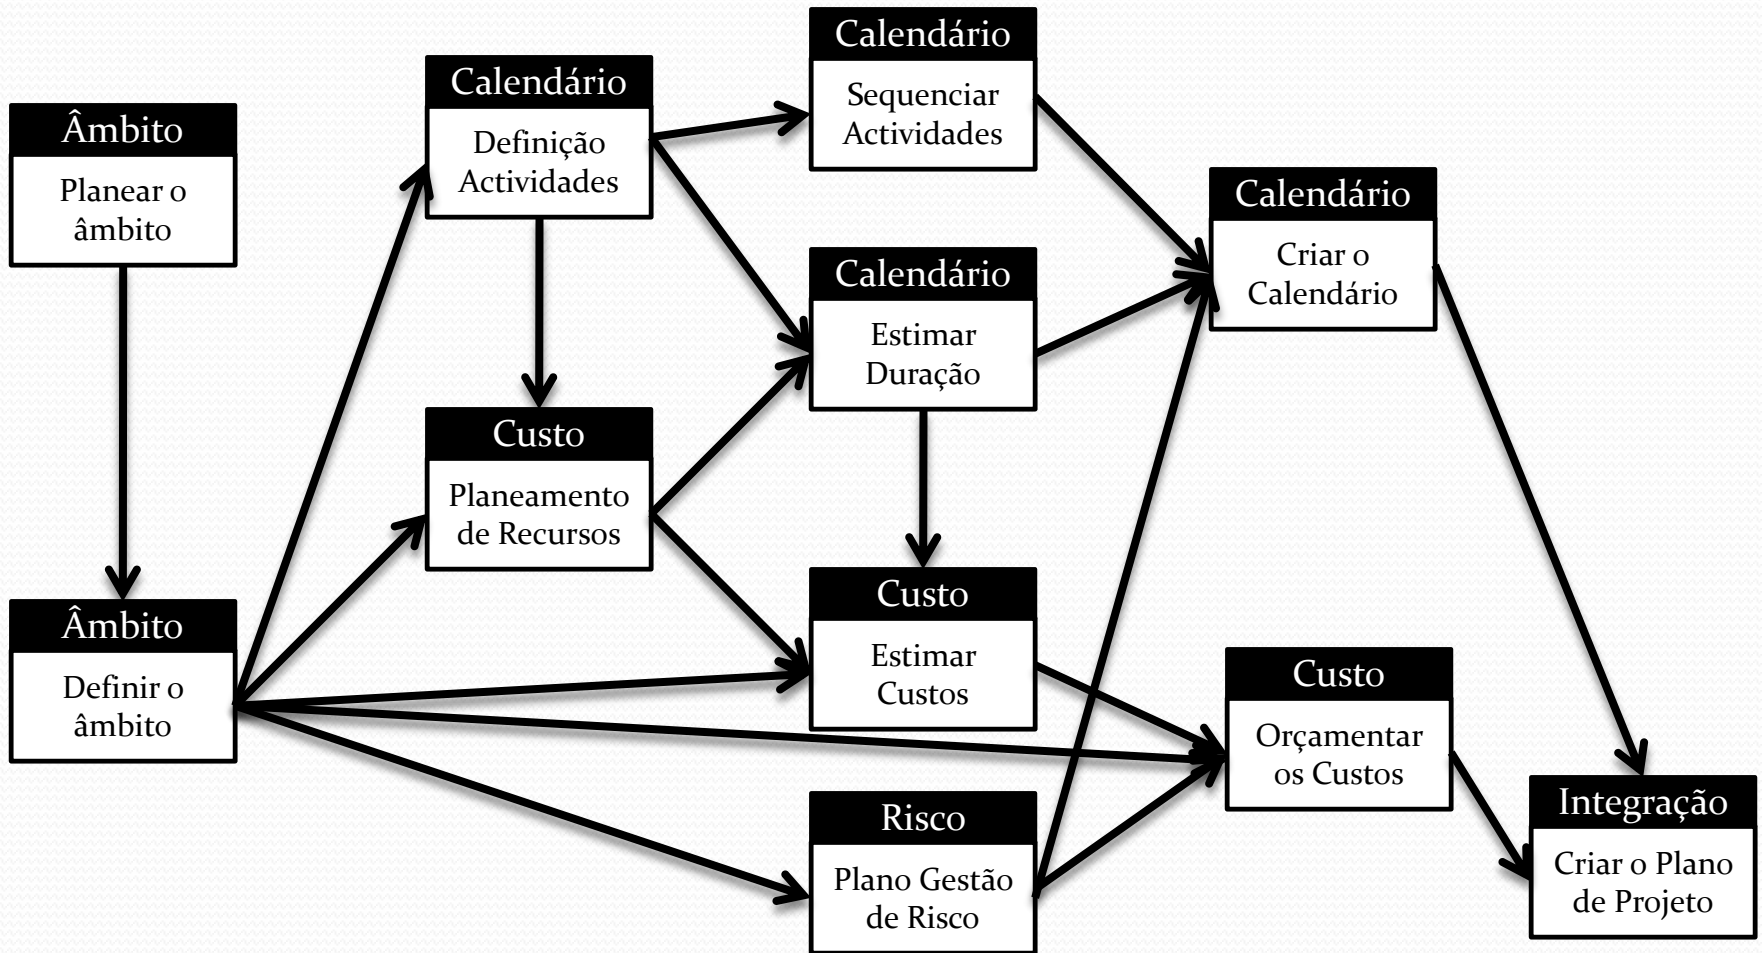 Âmbito
Planear o
âmbito
Âmbito
Definir o
âmbito
Calendário
Definição
Actividades
Custo
Planeamento
de Recursos
Calendário
Sequenciar
Actividades
Calendário
Estimar
Duração
Custo
Estimar
Custos
Risco
Plano Gestão
de Risco
Calendário
Criar o
Calendário
Custo
Orçamentar
os Custos
Integração
Criar o Plano
de Projeto